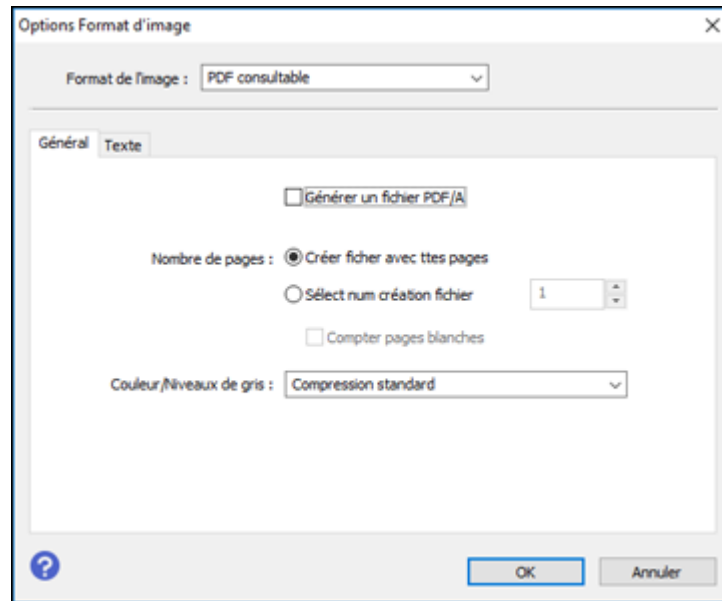 Options Format d'image
Format de l'image : PDF consultable
Général Texte
Générer un fichier PDF/A
Nombre de pages : Créer ficher avec ttes pages
Sélect num création fichier 1
Compter pages blanches
Couleur/Niveaux de gris : Compression standard
? OK Annuler